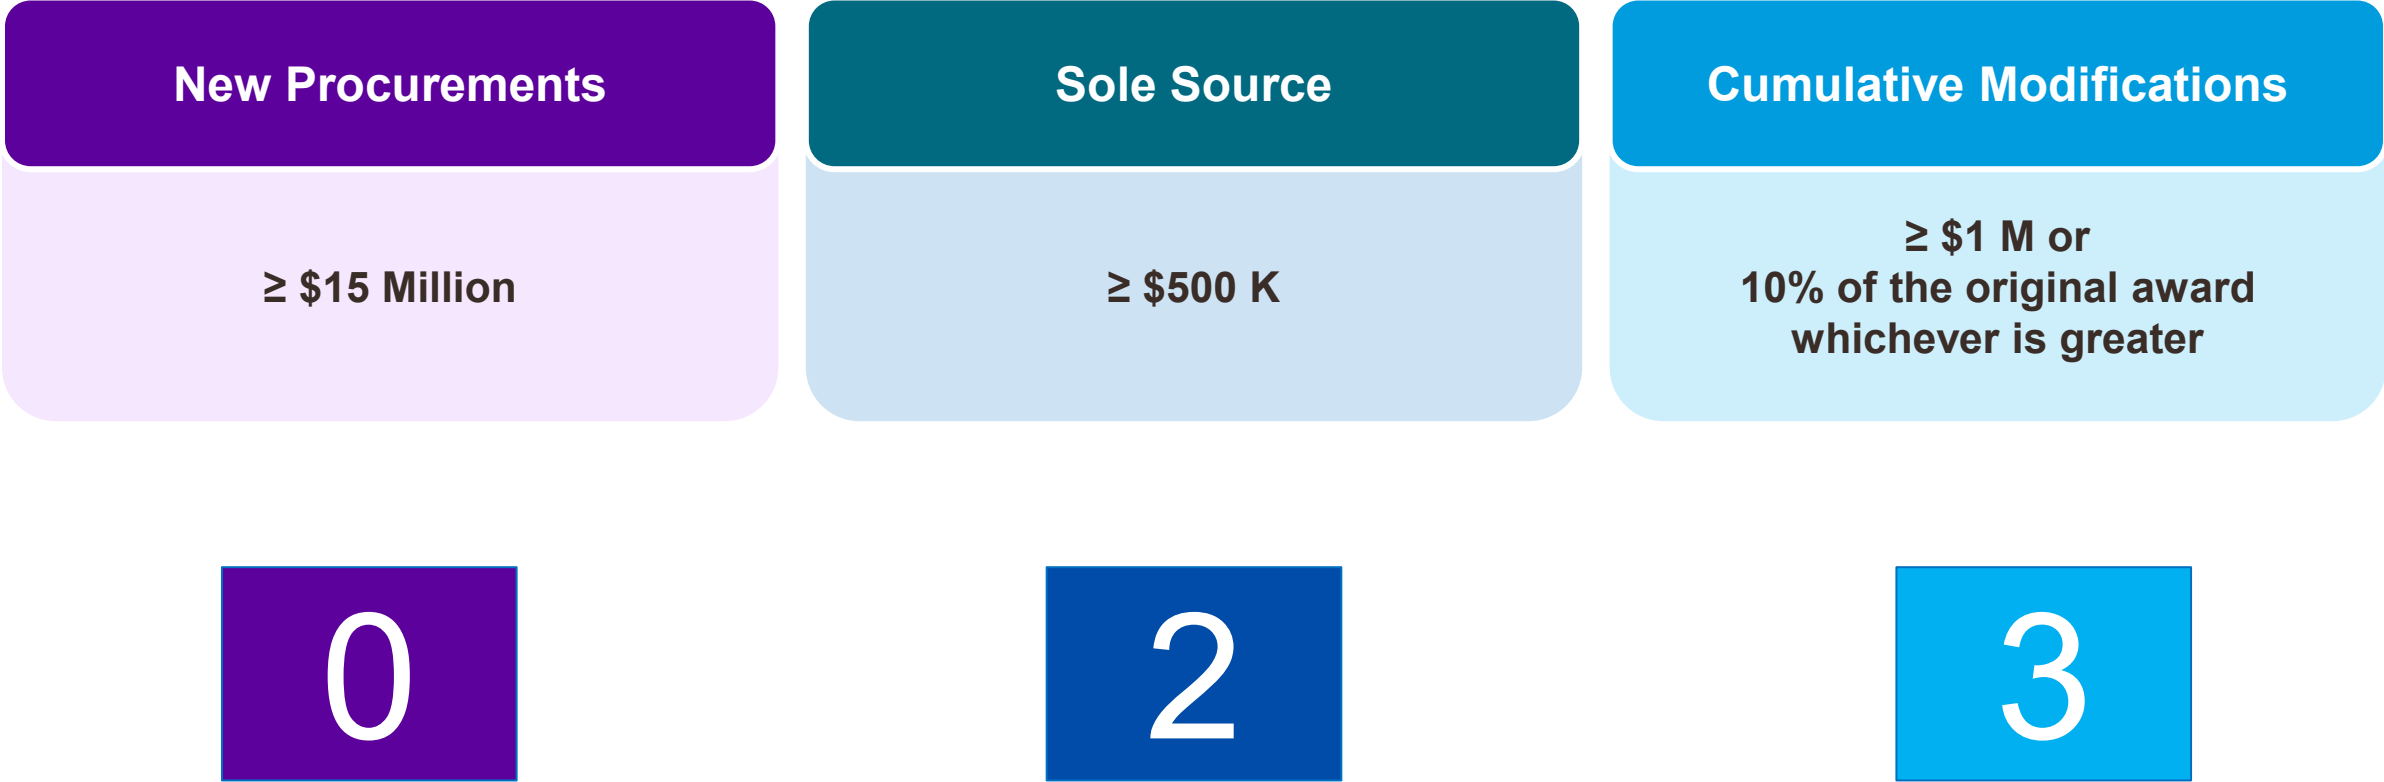 New Procurements
≥ $15 Million
Sole Source
≥ $500 K
Cumulative Modifications
≥ $1 M or
10% of the original award
whichever is greater
0
2
3